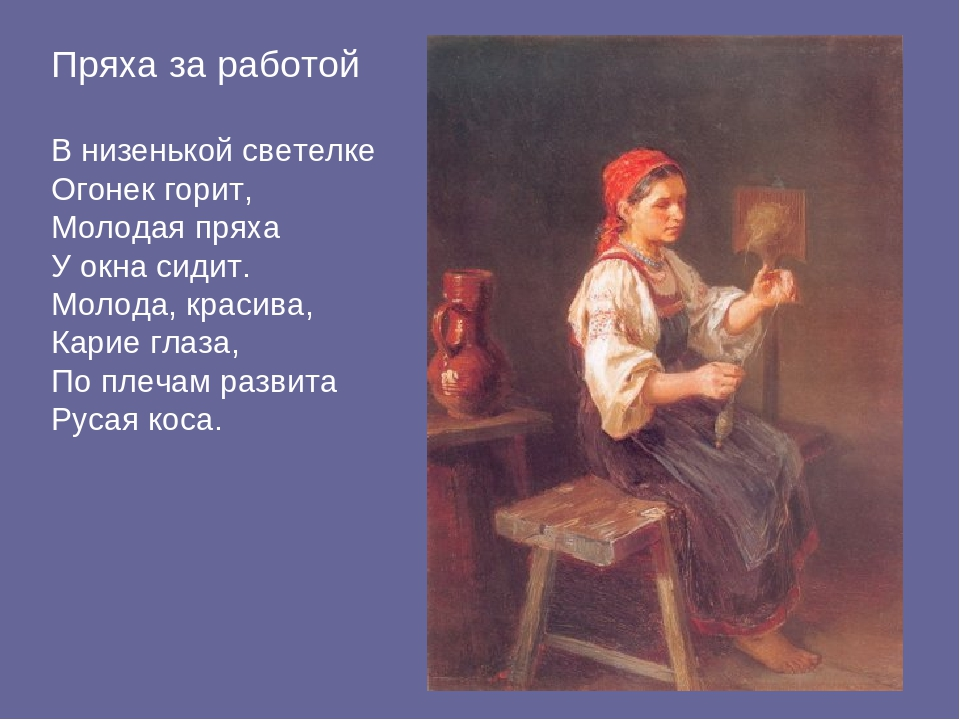 Пряха за работой
В низенькой светелке
Огонек горит,
Молодая пряха
У окна сидит.
Молода, красива,
Карие глаза,
По плечам развита
Русая коса.